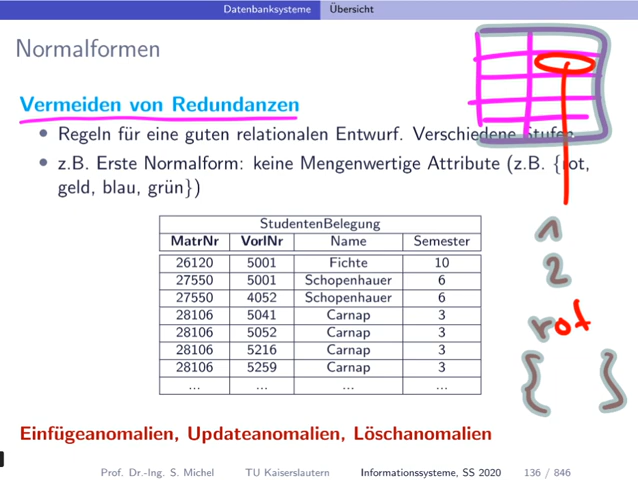 Datenbanksysteme Übersicht
Normalformen
Vermeiden von Redundanzen
• Regeln für eine guten relationalen Entwurf. Verschiedene Stufen
• z.B. Erste Normalform: keine Mengenwertige Attribute (z.B. {rot,
geld, blau, grün})
StudentenBelegung
MatrNr VorlNr Name Semester
26120 5001 Fichte 10
27550 5001 Schopenhauer 6
27550 4052 Schopenhauer 6
28106 5041 Carnap 3
28106 5052 Carnap 3
28106 5216 Carnap 3
28106 5259 Carnap 3
... ... ... ...
1
2
rot
{ }
Einfügeanomalien, Updateanomalien, Löschanomalien
Prof. Dr.-Ing. S. Michel TU Kaiserslautern Informationssysteme, SS 2020 136 / 846